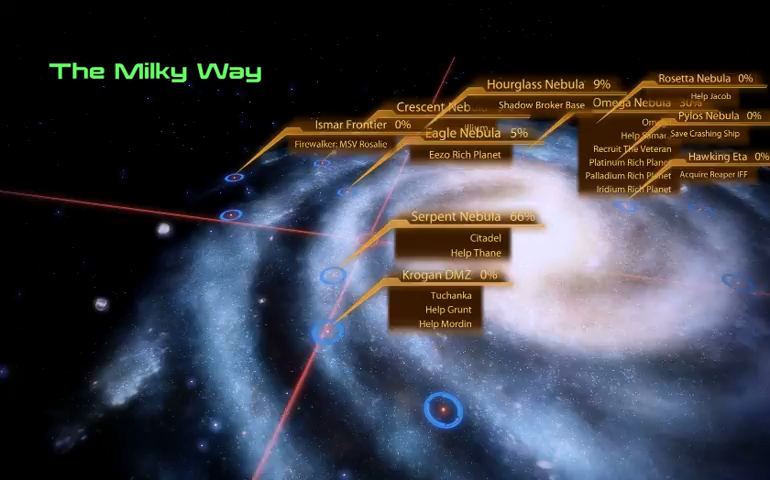 The Milky Way
Ismar Frontier 0%
Firewalker: MSV Rosalie
Crescent
Eagle Nebula 5%
Eezo Rich Planet
Hourglass Nebula 9%
Shadow Broker Base
Omega Nebula 30%
Help
Recruit The Veteran
Platinum Rich Planet
Palladium Rich Planet
Iridium Rich Planet
Rosetta Nebula 0%
Help Jacob
Pylos Nebula 0%
Save Crashing Ship
Hawking Eta 0%
Acquire Reaper IFF
Serpent Nebula 66%
Citadel
Help Thane
Krogan DMZ 0%
Tuchanka
Help Grunt
Help Mordin